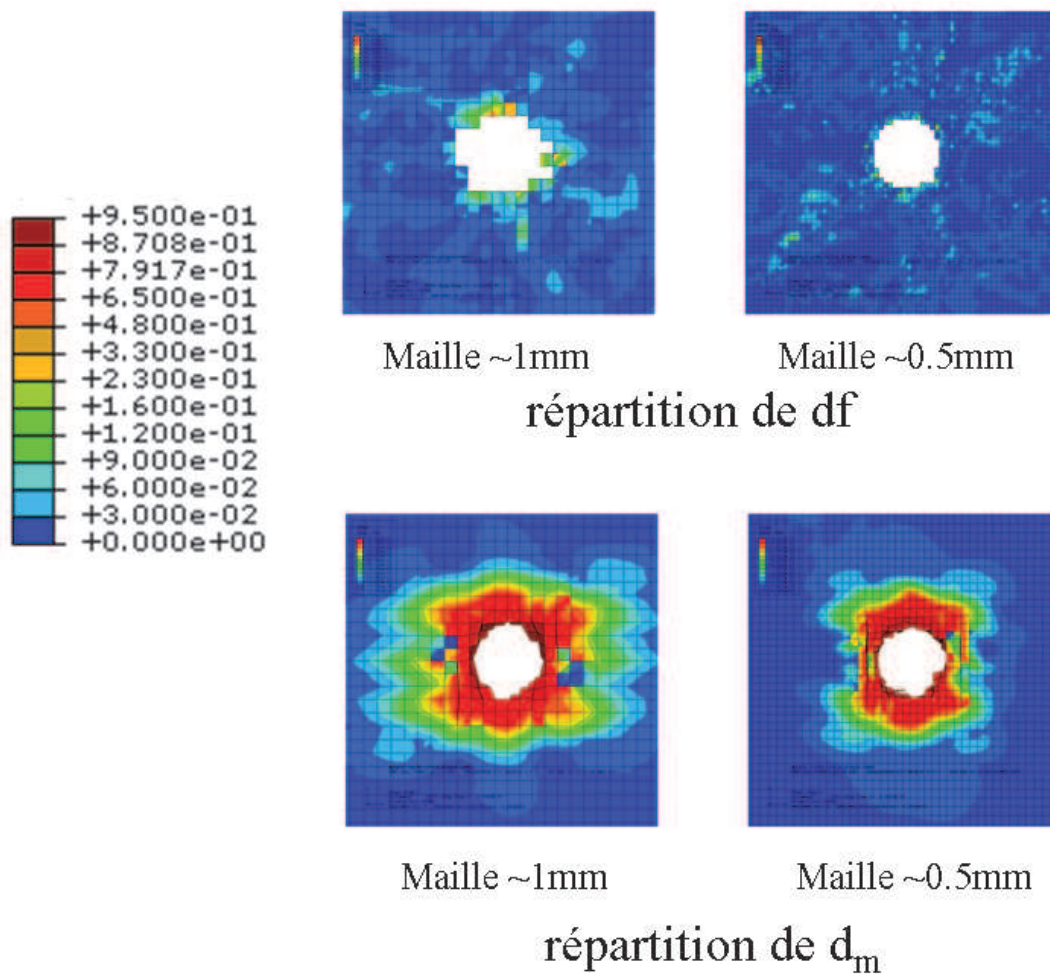 +9.500e-01
+8.708e-01
+7.917e-01
+6.500e-01
+4.800e-01
+3.300e-01
+2.300e-01
+1.600e-01
+1.200e-01
+9.000e-02
+6.000e-02
+3.000e-02
+0.000e+00
Maille ~1mm
Maille ~0.5mm
répartition de df
Maille ~1mm
Maille ~0.5mm
répartition de dm